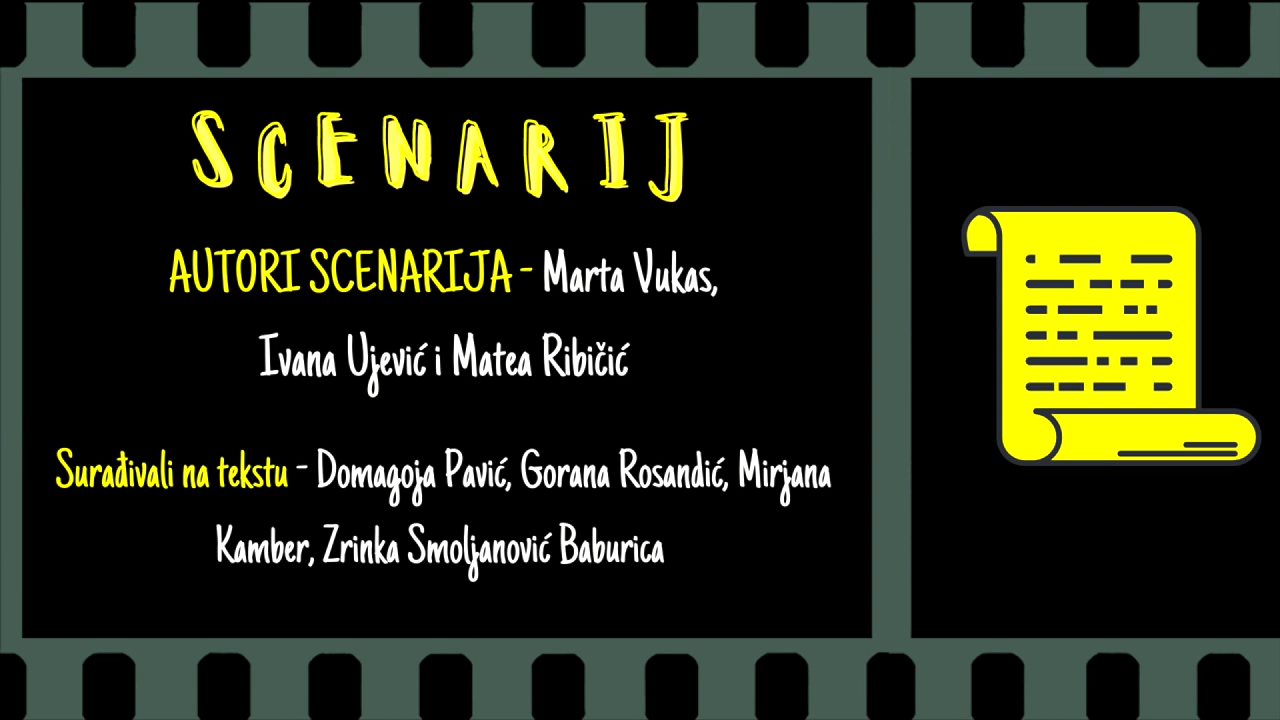 SCENARIJ
AUTORI SCENARIJA - Marta Vukas,
Ivana Ujević i Matea Ribičić
Surađivali na tekstu - Domagoja Pavić, Gorana Rosandić, Mirjana
Kamber, Zrinka Smoljanović Baburica